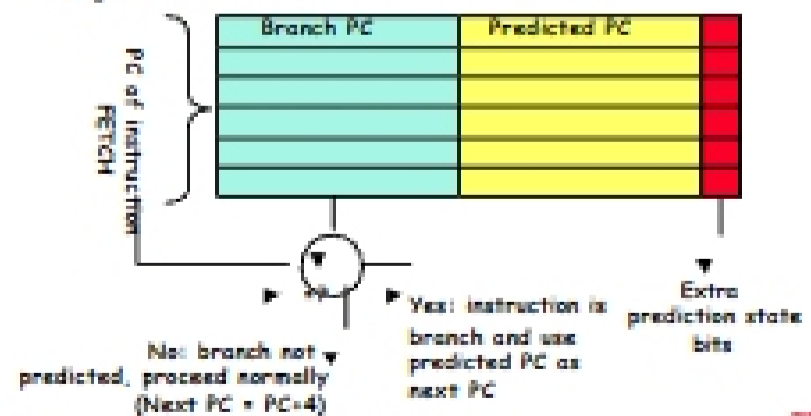 Branch PC
Predicted PC
PC of instruction
FETCH
Extra
prediction state
bits
Yes: instruction is
branch and use
predicted PC as
next PC
No: branch not
predicted, proceed normally
(Next PC = PC+4)